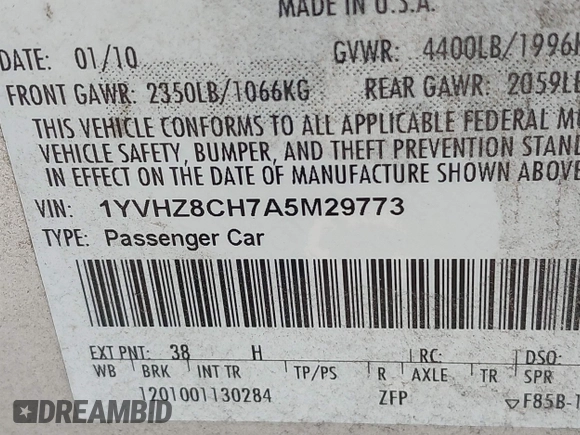 MADE IN U.S.A.
DATE: 01/10 GVWR: 4400LB/1996K
FRONT GAWR: 2350LB/1066KG REAR GAWR: 2059LB
THIS VEHICLE CONFORMS TO ALL APPLICABLE FEDERAL M
VEHICLE SAFETY, BUMPER, AND THEFT PREVENTION STAND
IN EFFECT ON THE DATE OF MANUFACTURE SHOWN ABOVE
VIN: 1YVHZ8CH7A5M29773
TYPE: Passenger Car
EXT PNT: 38 H RC: DSO:
WB BRK INT TR TP/PS R AXLE TR SPR
1201001130284 ZFP ▽F85B-1
DREAMBID